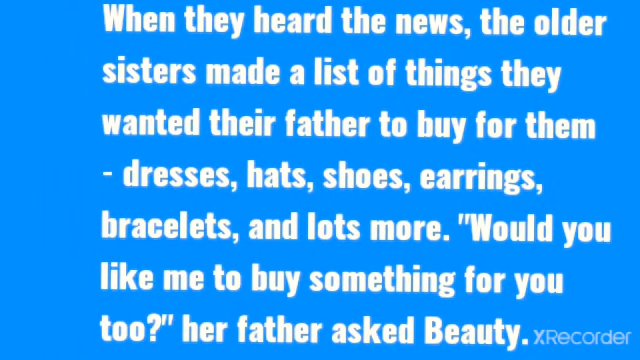 When they heard the news, the older
sisters made a list of things they
wanted their father to buy for them
- dresses, hats, shoes, earrings,
bracelets, and lots more. "Would you
like me to buy something for you
too?" her father asked Beauty.
XRecorder